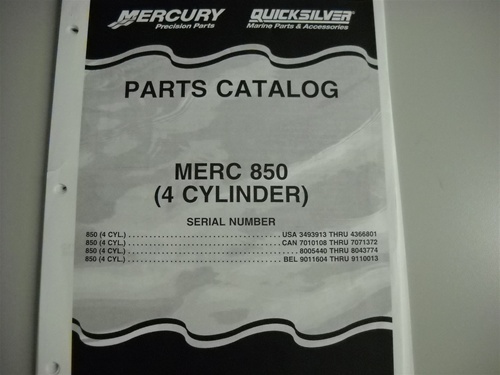 MERCURY QUICKSILVER
Precision Parts Marine Parts & Accessories
PARTS CATALOG
MERC 850
(4 CYLINDER)
SERIAL NUMBER
850 (4 CYL.) . . . . . . . . . . . . . . . . . . . . . . . . . . . . USA 3493913 THRU 4366801
850 (4 CYL.) . . . . . . . . . . . . . . . . . . . . . . . . . . . . CAN 7010108 THRU 7071372
850 (4 CYL.) . . . . . . . . . . . . . . . . . . . . . . . . . . . . 8005440 THRU 8043774
850 (4 CYL.) . . . . . . . . . . . . . . . . . . . . . . . . . . . . BEL 9011604 THRU 9110013